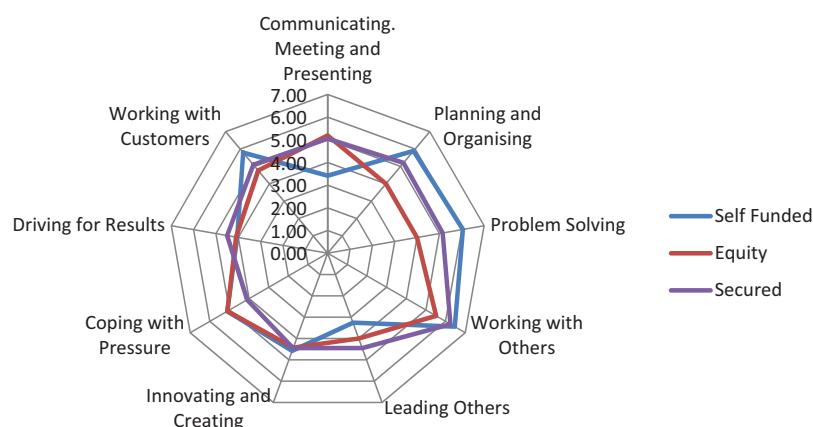 Communicating.
Meeting and
Presenting
7.00
6.00
5.00
4.00
3.00
2.00
1.00
0.00
Planning and
Organising
Problem Solving
Working with
Others
Leading Others
Innovating and
Creating
Coping with
Pressure
Driving for Results
Working with
Customers
Self Funded
Equity
Secured